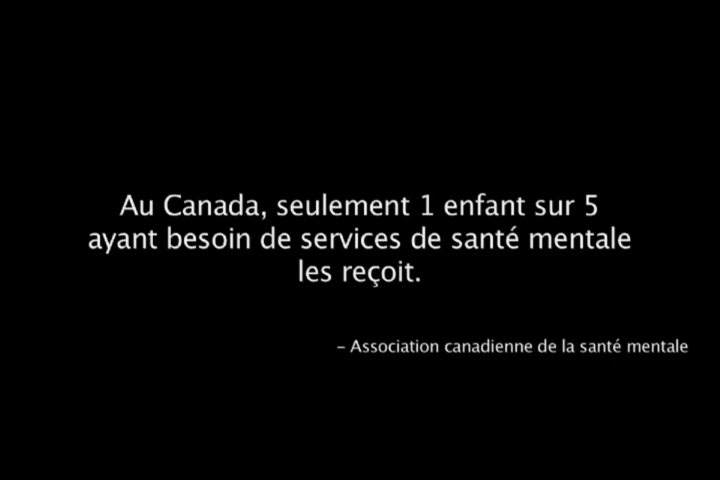 Au Canada, seulement 1 enfant sur 5
ayant besoin de services de santé mentale
les reçoit.
– Association canadienne de la santé mentale